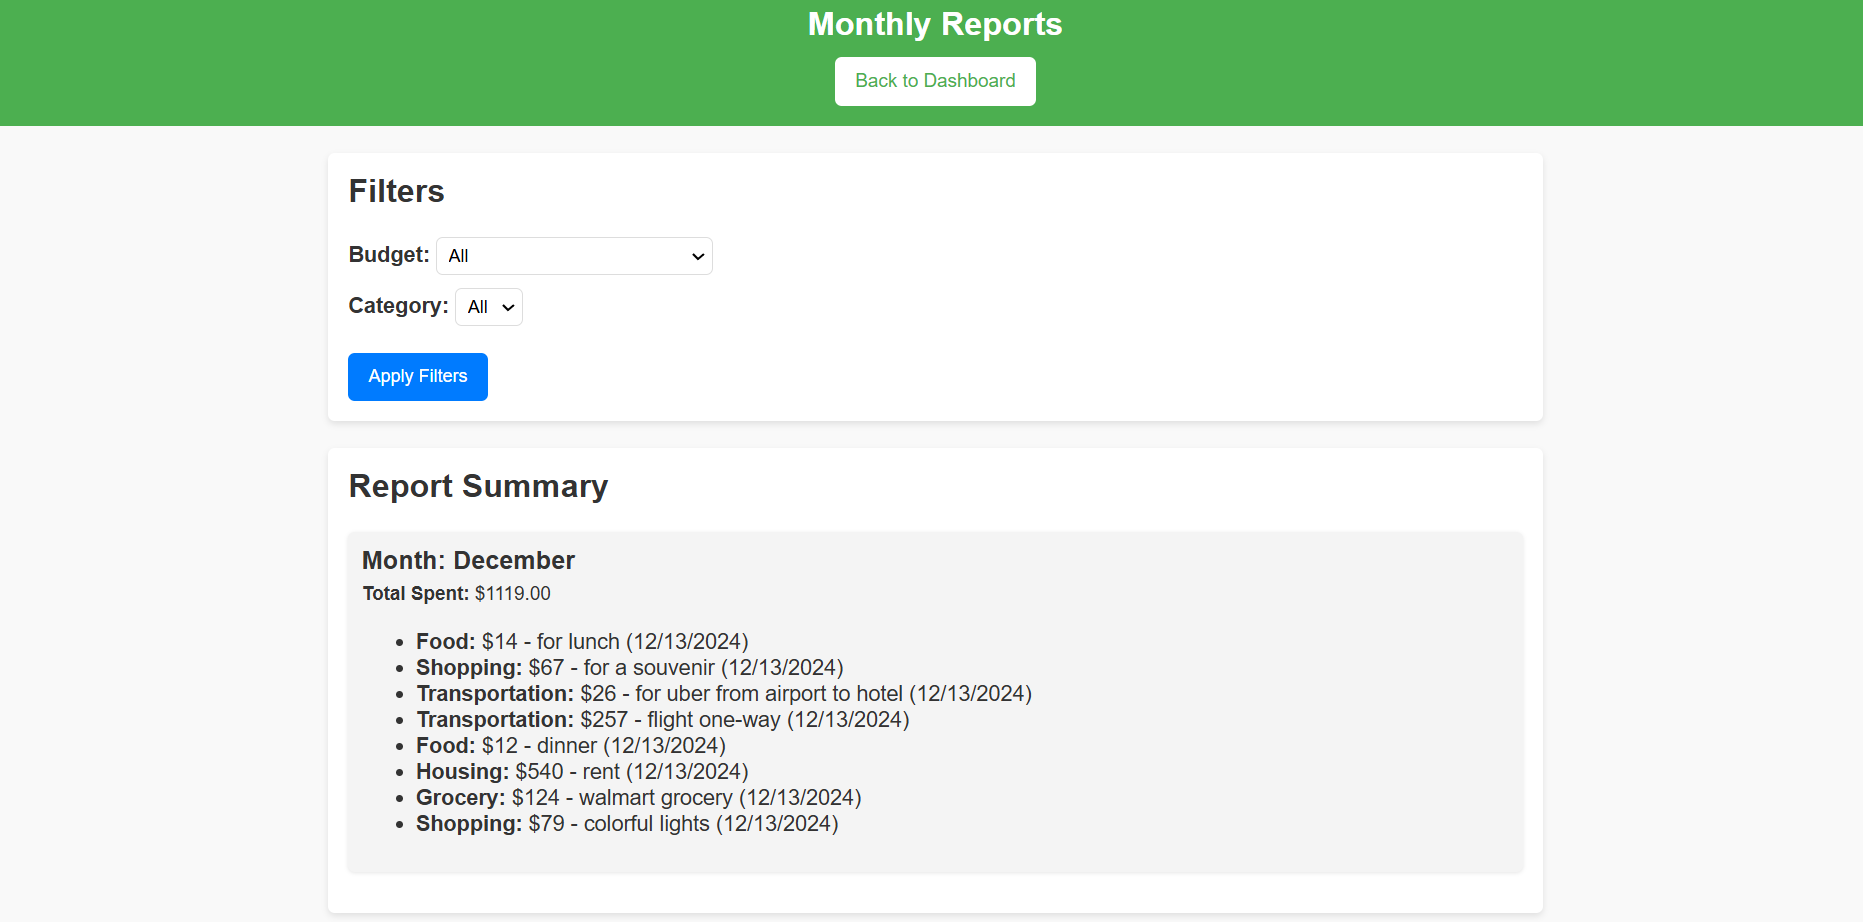 Monthly Reports
Back to Dashboard
Filters
Budget: All
Category: All
Apply Filters
Report Summary
Month: December
Total Spent: $1119.00
Food: $14 - for lunch (12/13/2024)
Shopping: $67 - for a souvenir (12/13/2024)
Transportation: $26 - for uber from airport to hotel (12/13/2024)
Transportation: $257 - flight one-way (12/13/2024)
Food: $12 - dinner (12/13/2024)
Housing: $540 - rent (12/13/2024)
Grocery: $124 - walmart grocery (12/13/2024)
Shopping: $79 - colorful lights (12/13/2024)